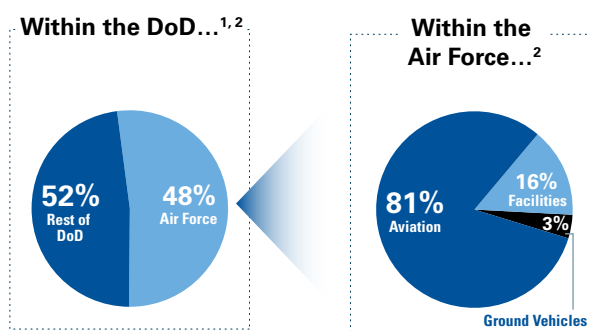 Within the DoD...¹,²
52%
Rest of
DoD
48%
Air Force
Within the
Air Force...²
81%
Aviation
16%
Facilities
3%
Ground Vehicles